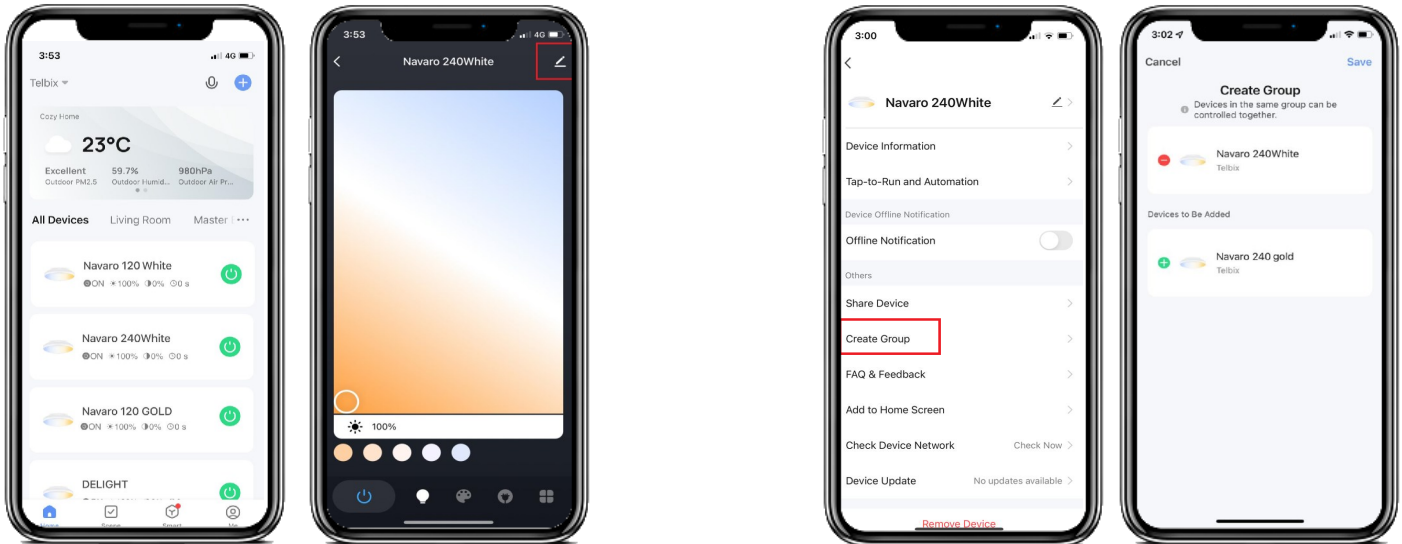 3:53
4G
Telbix
Cozy Home
23°C
Excellent
59.7%
980hPa
Outdoor PM2.5
Outdoor Humid...
Outdoor Air Pr...
All Devices
Living Room
Master
Navaro 120 White
ON 100% 0% 0 s
Navaro 240White
ON 100% 0% 0 s
Navaro 120 GOLD
ON 100% 0% 0 s
DELIGHT
3:53
4G
Navaro 240White
100%
3:00
Navaro 240White
Device Information
Tap-to-Run and Automation
Device Offline Notification
Offline Notification
Others
Share Device
Create Group
FAQ & Feedback
Add to Home Screen
Check Device Network
Check Now
Device Update
No updates available
Remove Device
3:02
Cancel
Save
Create Group
Devices in the same group can be
controlled together.
Navaro 240White
Telbix
Devices to Be Added
Navaro 240 gold
Telbix